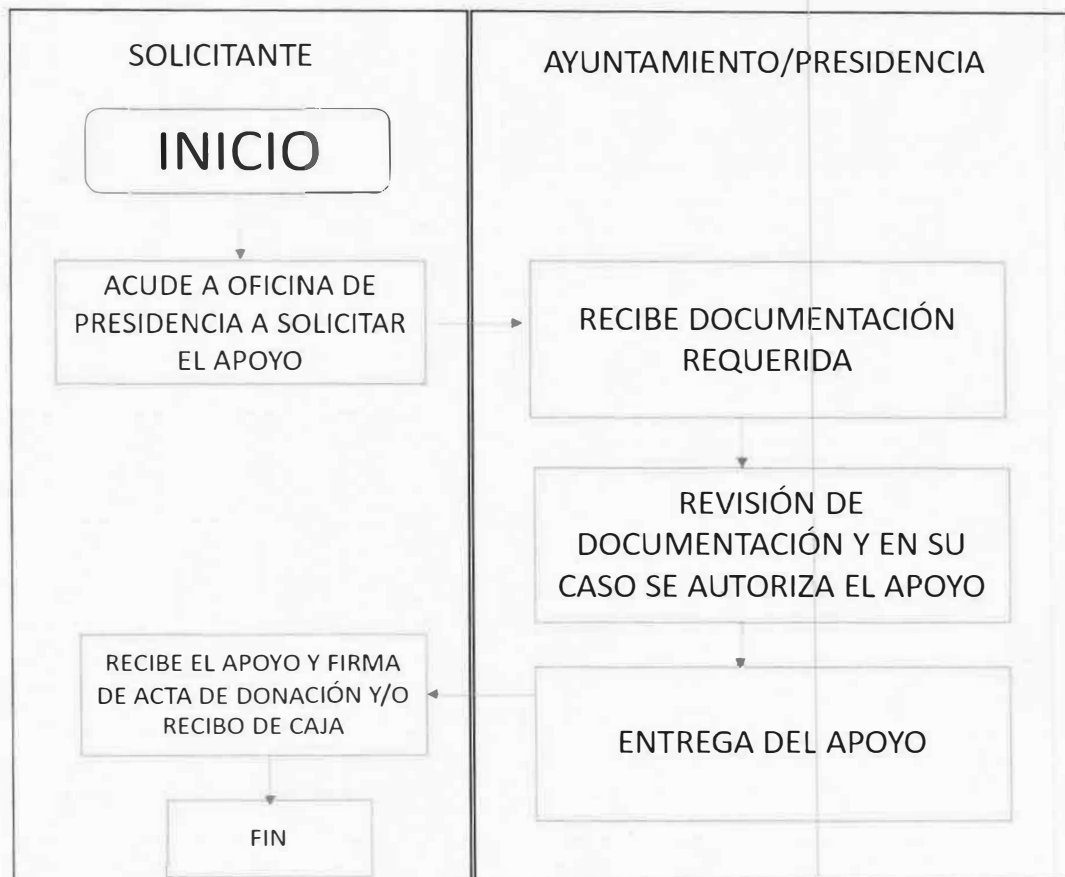 SOLICITANTE
AYUNTAMIENTO/PRESIDENCIA
INICIO
ACUDE A OFICINA DE
PRESIDENCIA A SOLICITAR
EL APOYO
RECIBE DOCUMENTACIÓN
REQUERIDA
REVISIÓN DE
DOCUMENTACIÓN Y EN SU
CASO SE AUTORIZA EL APOYO
ENTREGA DEL APOYO
RECIBE EL APOYO Y FIRMA
DE ACTA DE DONACIÓN Y/O
RECIBO DE CAJA
FIN